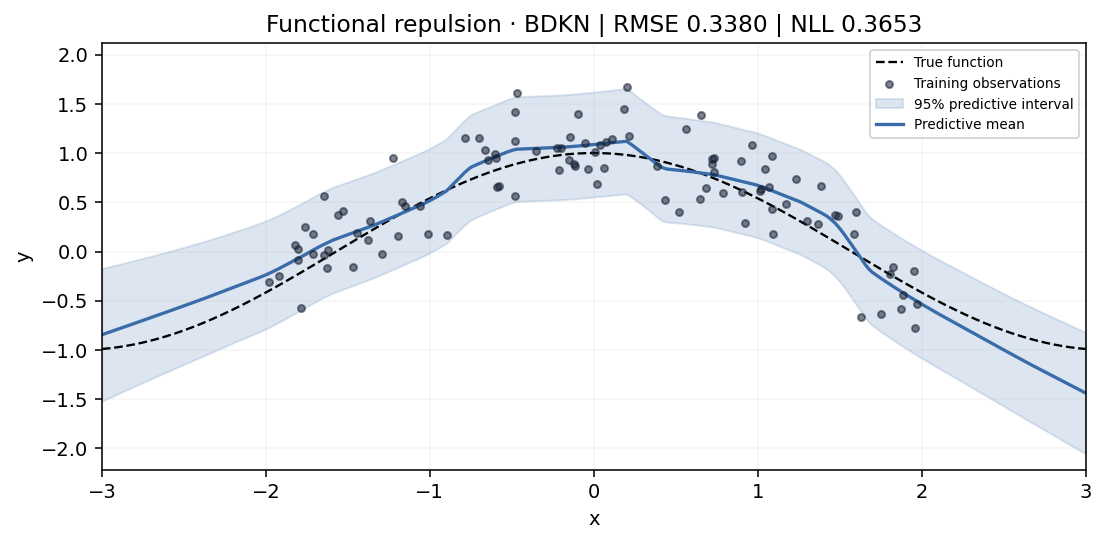 Functional repulsion · BDKN | RMSE 0.3380 | NLL 0.3653
True function
Training observations
95% predictive interval
Predictive mean
y
2.0
1.5
1.0
0.5
0.0
−0.5
−1.0
−1.5
−2.0
−3 −2 −1 0 1 2 3
x